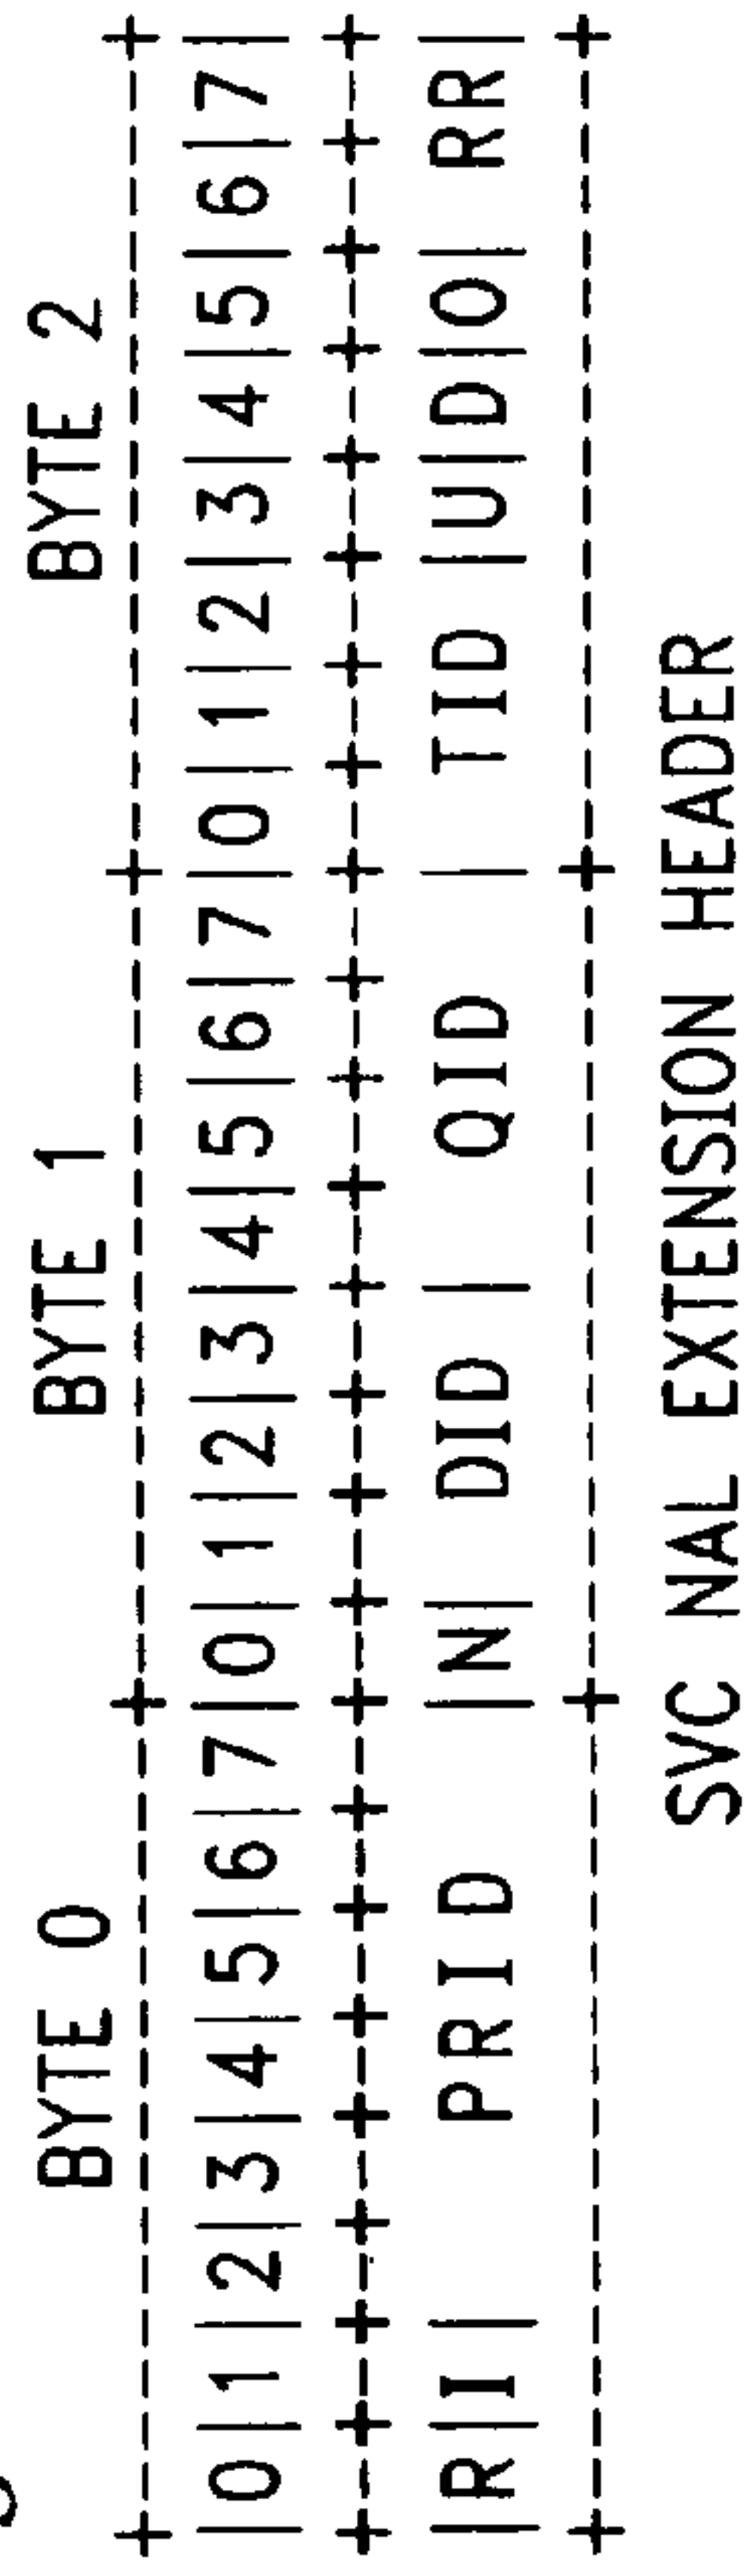 BYTE 0 BYTE 1 BYTE 2
+---------------+---------------+---------------+
|0|1|2|3|4|5|6|7|0|1|2|3|4|5|6|7|0|1|2|3|4|5|6|7|
+-+-+-+-+-+-+-+-+-+-+-+-+-+-+-+-+-+-+-+-+-+-+-+-+
|R|I| PRID |N| DID | QID | TID |U|D|O| RR|
+---------------+---------------+---------------+
SVC NAL EXTENSION HEADER